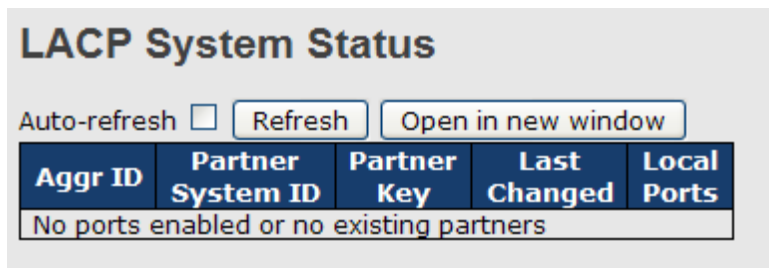 LACP System Status
Auto-refresh Refresh Open in new window
Aggr ID Partner System ID Partner Key Last Changed Local Ports
No ports enabled or no existing partners